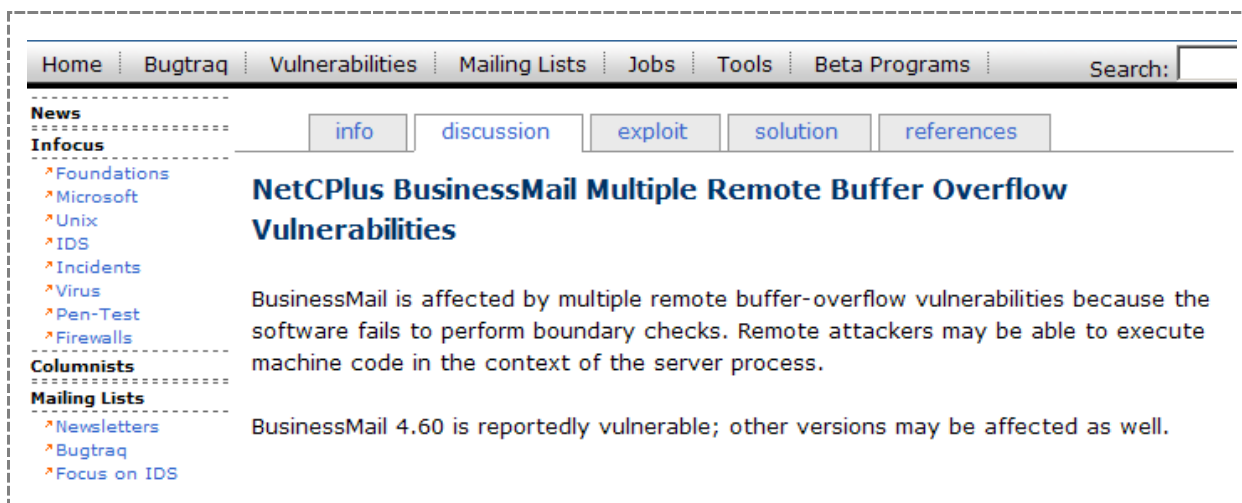 Home Bugtraq Vulnerabilities Mailing Lists Jobs Tools Beta Programs Search:
News
Infocus
Foundations
Microsoft
Unix
IDS
Incidents
Virus
Pen-Test
Firewalls
Columnists
Mailing Lists
Newsletters
Bugtraq
Focus on IDS
info discussion exploit solution references
NetCPlus BusinessMail Multiple Remote Buffer Overflow
Vulnerabilities
BusinessMail is affected by multiple remote buffer-overflow vulnerabilities because the
software fails to perform boundary checks. Remote attackers may be able to execute
machine code in the context of the server process.
BusinessMail 4.60 is reportedly vulnerable; other versions may be affected as well.